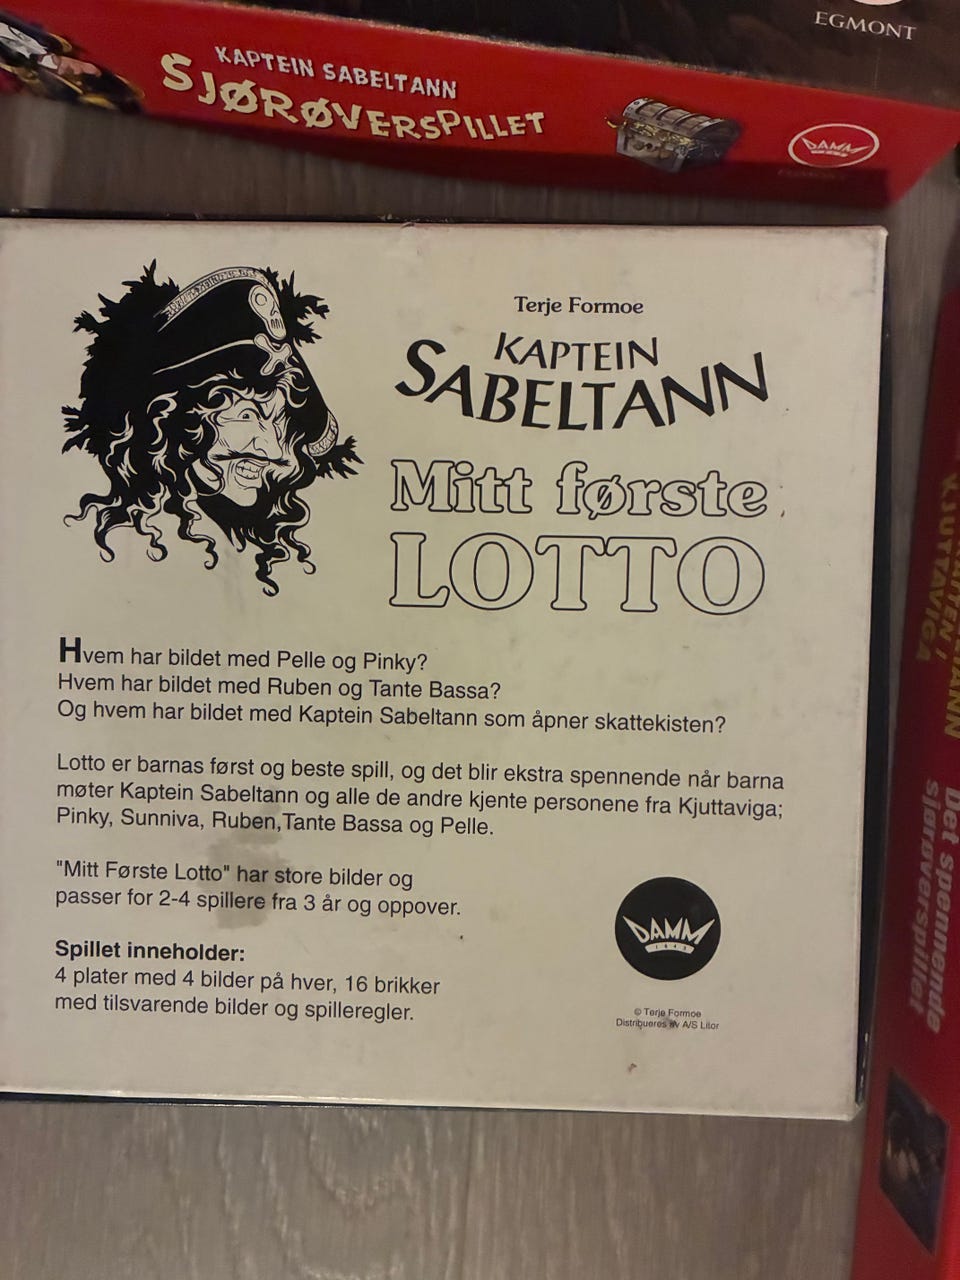 EGMONT
KAPTEIN SABELTANN
SJØRØVERSPILLET
DAMM
Terje Formoe
KAPTEIN
SABELTANN
Mitt første
LOTTO
Hvem har bildet med Pelle og Pinky?
Hvem har bildet med Ruben og Tante Bassa?
Og hvem har bildet med Kaptein Sabeltann som åpner skattekisten?
Lotto er barnas først og beste spill, og det blir ekstra spennende når barna
møter Kaptein Sabeltann og alle de andre kjente personene fra Kjuttaviga;
Pinky, Sunniva, Ruben,Tante Bassa og Pelle.
"Mitt Første Lotto" har store bilder og
passer for 2-4 spillere fra 3 år og oppover.
Spillet inneholder:
4 plater med 4 bilder på hver, 16 brikker
med tilsvarende bilder og spilleregler.
DAMM
1843
© Terje Formoe
Distribueres av A/S Litor
KJUTTAVIGA
Det spennende
sjørøverspillet